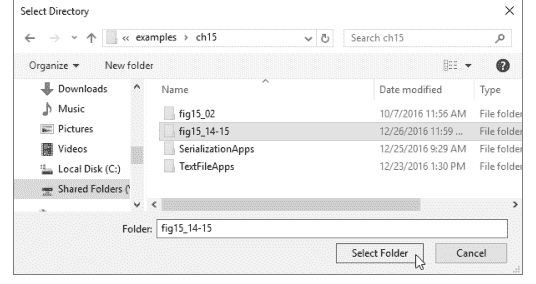 Select Directory
« examples > ch15
Search ch15
Organize
New folder
Downloads
Music
Pictures
Videos
Local Disk (C:)
Shared Folders (
Name
Date modified
Type
fig15_02
10/7/2016 11:56 AM
File folder
fig15_14-15
12/26/2016 11:59 ...
File folder
SerializationApps
12/25/2016 9:29 AM
File folder
TextFileApps
12/23/2016 1:30 PM
File folder
Folder:
fig15_14-15
Select Folder
Cancel